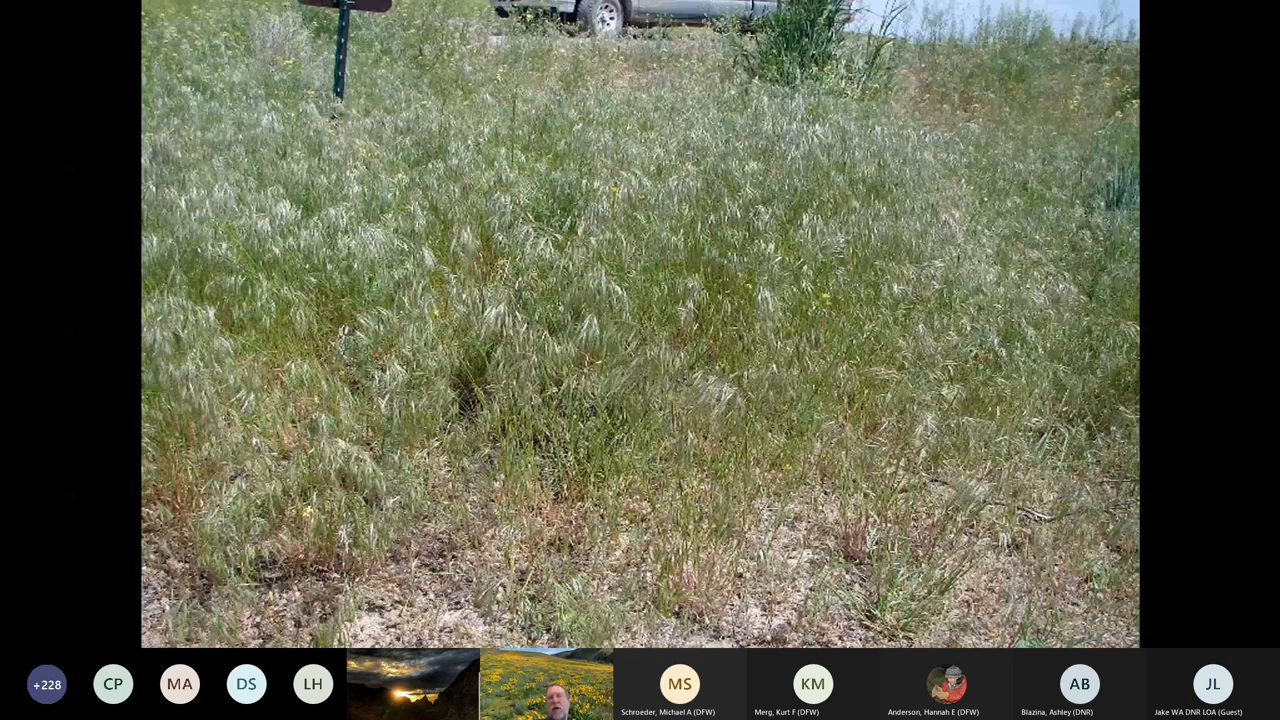 +228
CP
MA
DS
LH
MS
KM
AB
JL
Schroeder, Michael A (DFW)
Merg, Kurt F (DFW)
Anderson, Hannah E (DFW)
Blazina, Ashley (DNR)
Jake WA DNR LOA (Guest)